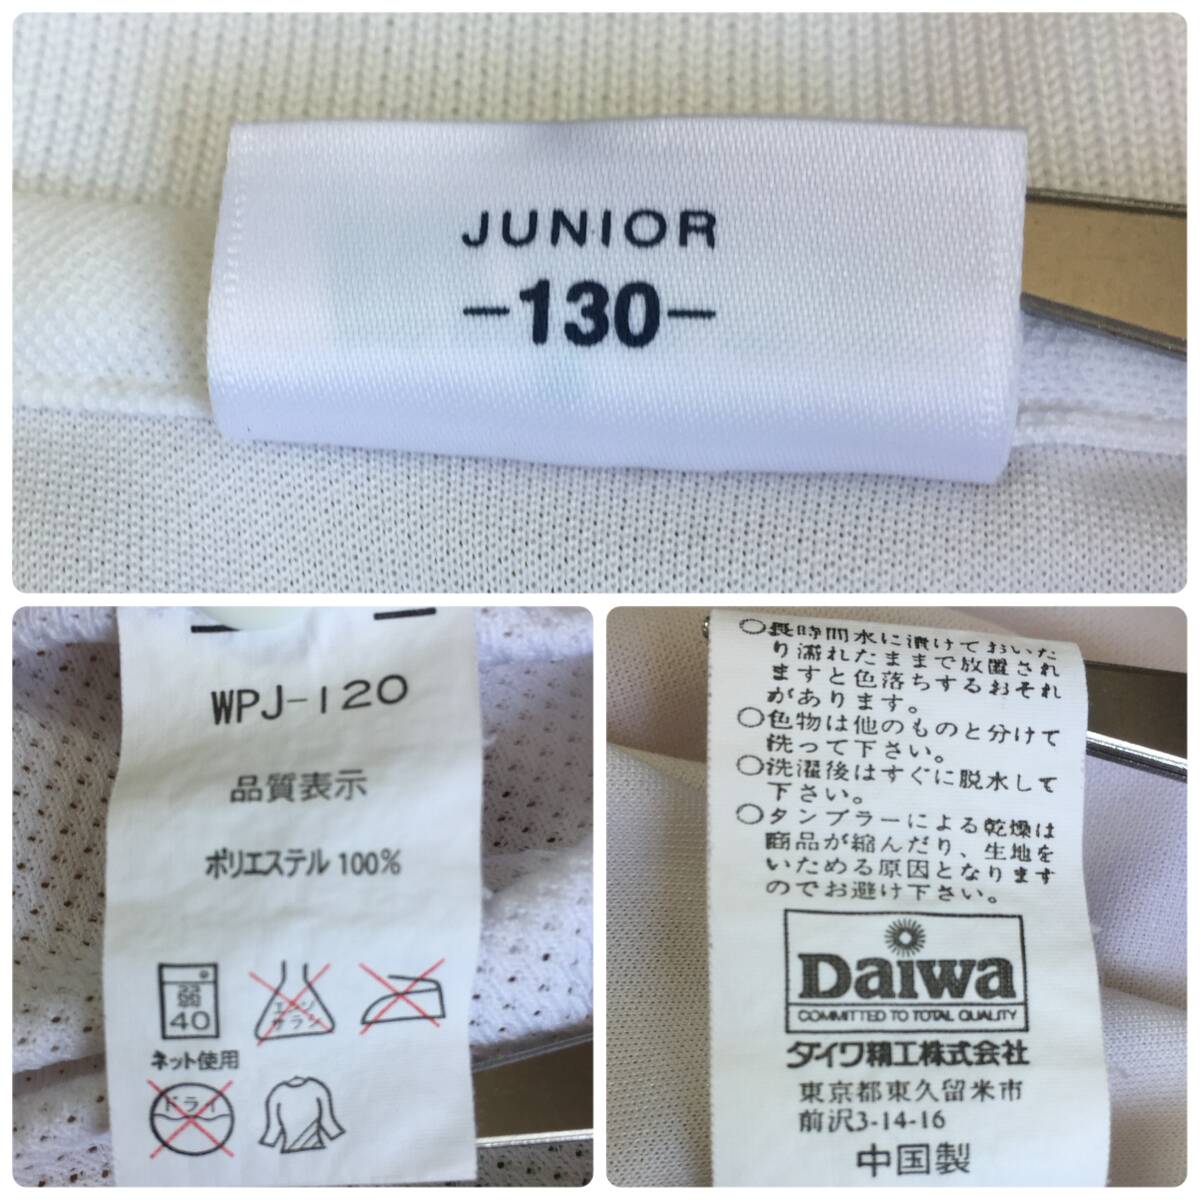 JUNIOR
-130-
WPJ-120
品質表示
ポリエステル 100%
弱
40
エンソ
サラシ
ネット使用
ドライ
○長時間水に漬けておいた
り濡れたままで放置され
ますと色落ちするおそれ
があります。
○色物は他のものと分けて
洗って下さい。
○洗濯後はすぐに脱水して
下さい。
○タンブラーによる乾燥は
商品が縮んだり、生地を
いためる原因となります
のでお避け下さい。
Daiwa
COMMITTED TO TOTAL QUALITY
ダイワ精工株式会社
東京都東久留米市
前沢3-14-16
中国製